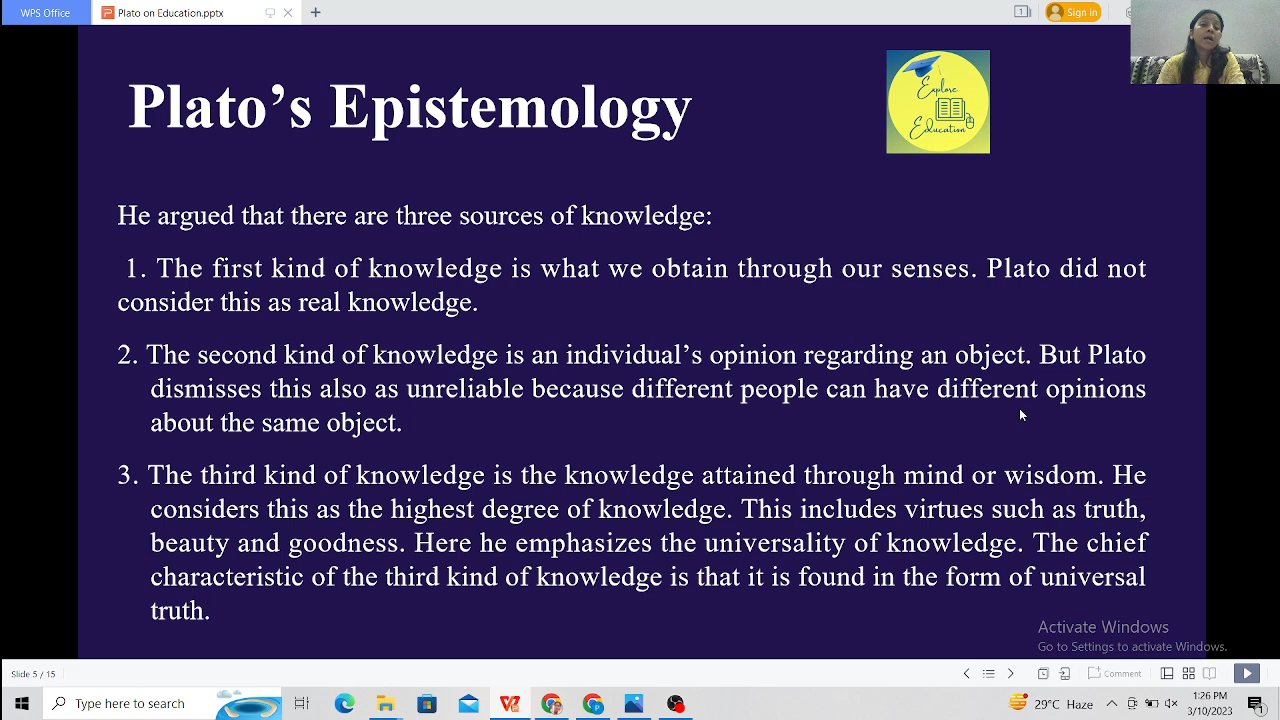 WPS Office
Plato on Education.pptx
Sign in
Plato's Epistemology
Explore
Education
He argued that there are three sources of knowledge:
1. The first kind of knowledge is what we obtain through our senses. Plato did not
consider this as real knowledge.
2. The second kind of knowledge is an individual's opinion regarding an object. But Plato
dismisses this also as unreliable because different people can have different opinions
about the same object.
3. The third kind of knowledge is the knowledge attained through mind or wisdom. He
considers this as the highest degree of knowledge. This includes virtues such as truth,
beauty and goodness. Here he emphasizes the universality of knowledge. The chief
characteristic of the third kind of knowledge is that it is found in the form of universal
truth.
Activate Windows
Go to Settings to activate Windows.
Slide 5 / 15
Comment
Type here to search
29°C Haze
1:26 PM
3/10/2023